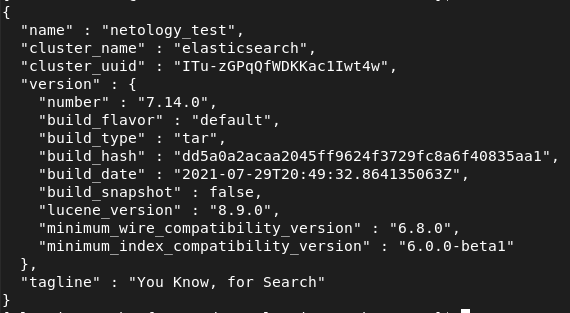 {
  "name" : "netology_test",
  "cluster_name" : "elasticsearch",
  "cluster_uuid" : "ITu-zGPqQfWDKKac1Iwt4w",
  "version" : {
    "number" : "7.14.0",
    "build_flavor" : "default",
    "build_type" : "tar",
    "build_hash" : "dd5a0a2acaa2045ff9624f3729fc8a6f40835aa1",
    "build_date" : "2021-07-29T20:49:32.864135063Z",
    "build_snapshot" : false,
    "lucene_version" : "8.9.0",
    "minimum_wire_compatibility_version" : "6.8.0",
    "minimum_index_compatibility_version" : "6.0.0-beta1"
  },
  "tagline" : "You Know, for Search"
}